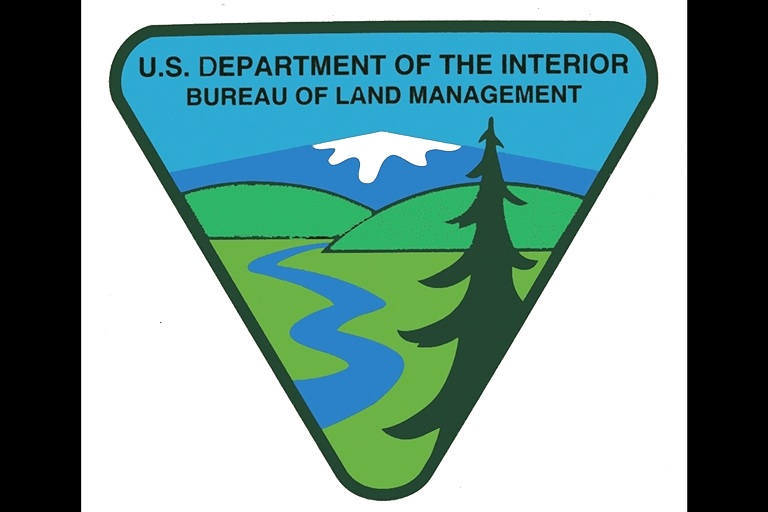 U.S. DEPARTMENT OF THE INTERIOR
BUREAU OF LAND MANAGEMENT